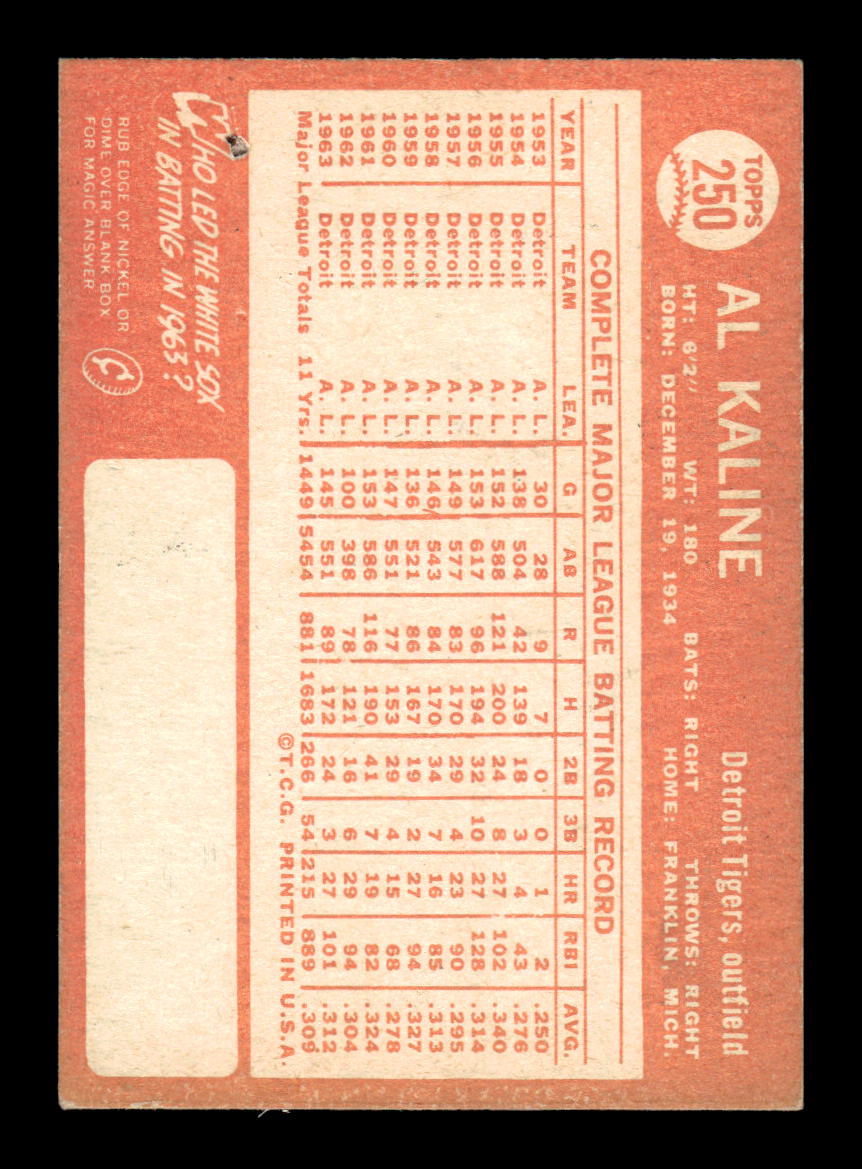 TOPPS
250
AL KALINE
Detroit Tigers, outfield
HT: 6'2" WT: 180 BATS: RIGHT THROWS: RIGHT
BORN: DECEMBER 19, 1934 HOME: FRANKLIN, MICH.
COMPLETE MAJOR LEAGUE BATTING RECORD
YEAR TEAM LEA. G AB R H 2B 3B HR RBI AVG.
1953 Detroit A. L. 30 28 9 7 0 0 1 2 .250
1954 Detroit A. L. 138 504 42 139 18 3 4 43 .276
1955 Detroit A. L. 152 588 121 200 24 8 27 102 .340
1956 Detroit A. L. 153 617 96 194 32 10 27 128 .314
1957 Detroit A. L. 149 577 83 170 29 4 23 90 .295
1958 Detroit A. L. 146 543 84 170 34 7 16 85 .313
1959 Detroit A. L. 136 521 86 167 19 2 27 94 .327
1960 Detroit A. L. 147 551 77 153 29 4 15 68 .278
1961 Detroit A. L. 153 586 116 190 41 7 19 82 .324
1962 Detroit A. L. 100 398 78 121 16 6 29 94 .304
1963 Detroit A. L. 145 551 89 172 24 3 27 101 .312
Major League Totals 11 Yrs. 1449 5454 881 1683 266 54 215 889 .309
©T.C.G. PRINTED IN U.S.A.
WHO LED THE WHITE SOX
IN BATTING IN 1963?
RUB EDGE OF NICKEL OR
DIME OVER BLANK BOX
FOR MAGIC ANSWER